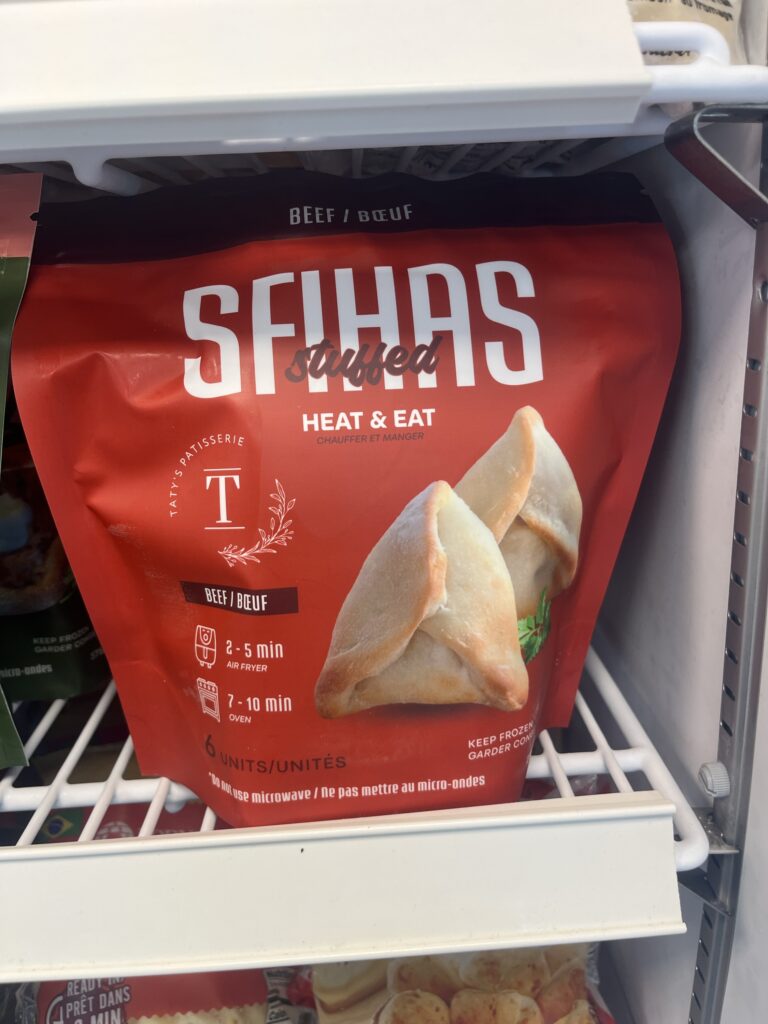 BEEF / BŒUF
SFIHAS
stuffed
HEAT & EAT
CHAUFFER ET MANGER
TATY'S PATISSERIE
T
BEEF / BŒUF
2 - 5 min
AIR FRYER
7 - 10 min
OVEN
6 UNITS/UNITÉS
KEEP FROZEN
GARDER
*Do not use microwave / Ne pas mettre au micro-ondes
KEEP FROZEN
GARDER
micro-ondes
READY IN
PRÊT DANS
MIN